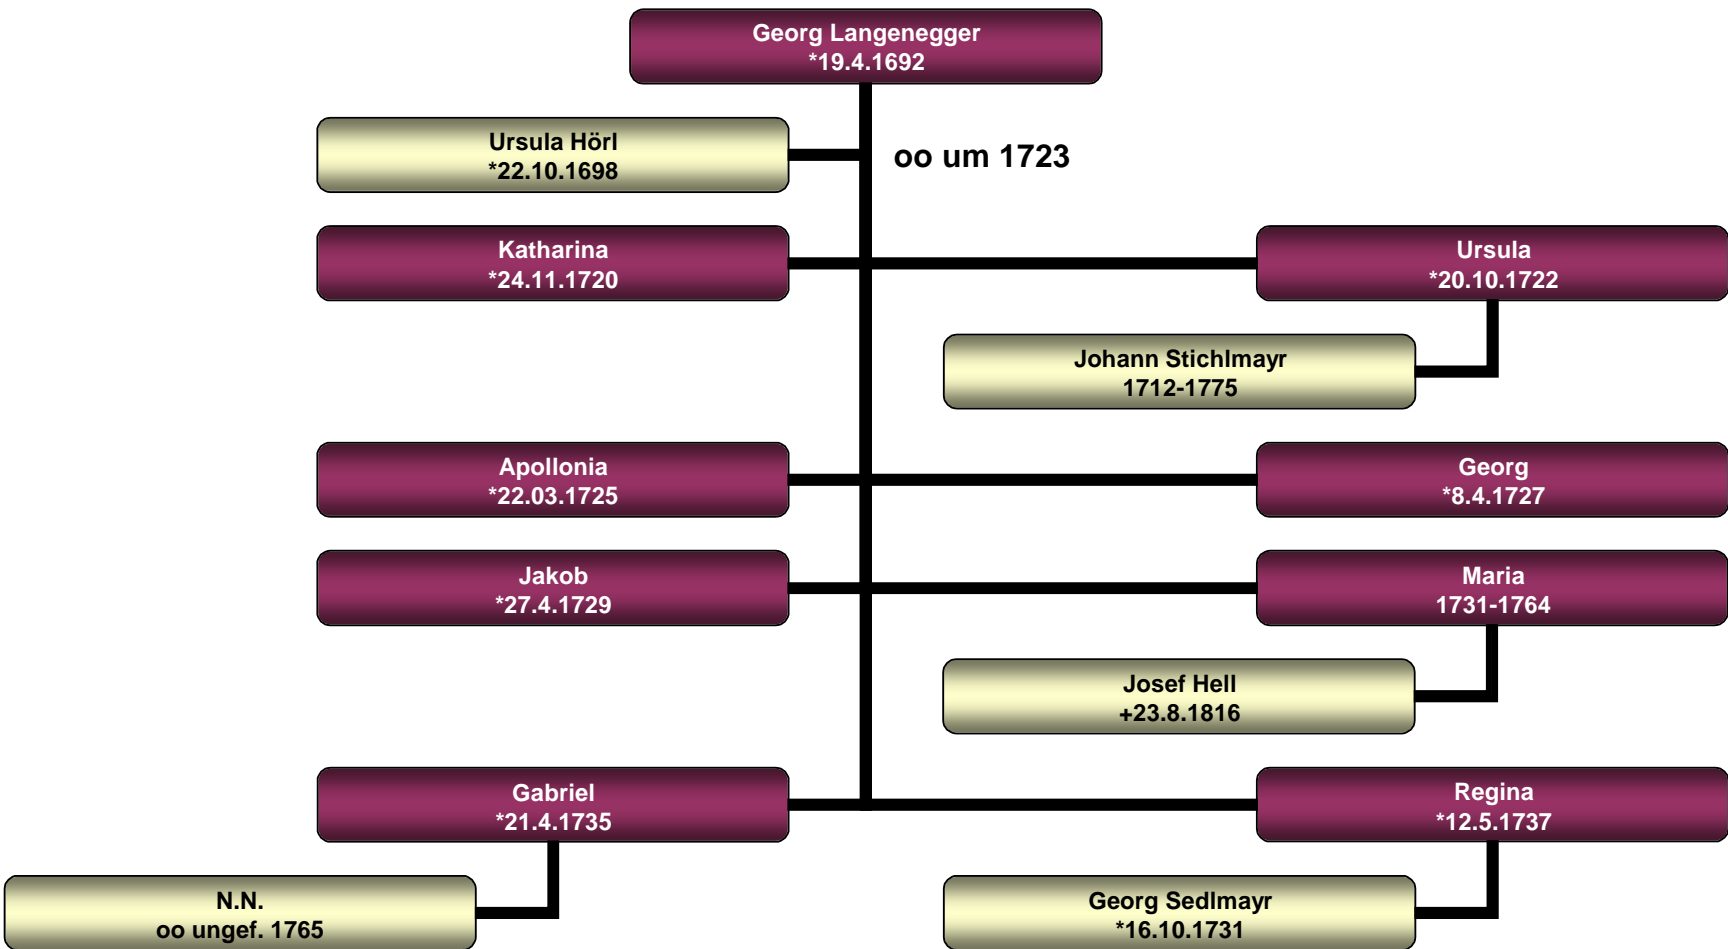 Georg Langenegger
*19.4.1692
Ursula Hörl
*22.10.1698
oo um 1723
Katharina
*24.11.1720
Ursula
*20.10.1722
Johann Stichlmayr
1712-1775
Apollonia
*22.03.1725
Georg
*8.4.1727
Jakob
*27.4.1729
Maria
1731-1764
Josef Hell
+23.8.1816
Gabriel
*21.4.1735
Regina
*12.5.1737
N.N.
oo ungef. 1765
Georg Sedlmayr
*16.10.1731